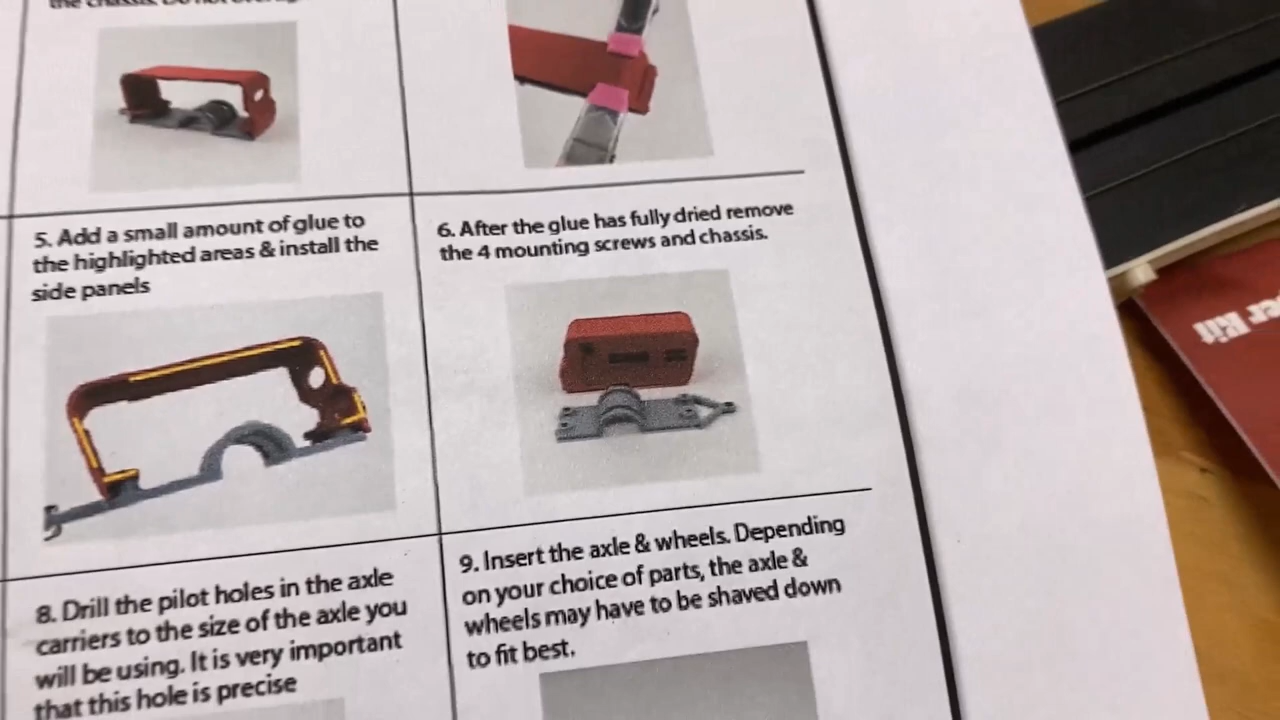 5. Add a small amount of glue to
the highlighted areas & install the
side panels
6. After the glue has fully dried remove
the 4 mounting screws and chassis.
8. Drill the pilot holes in the axle
carriers to the size of the axle you
will be using. It is very important
that this hole is precise
9. Insert the axle & wheels. Depending
on your choice of parts, the axle &
wheels may have to be shaved down
to fit best.
Kit